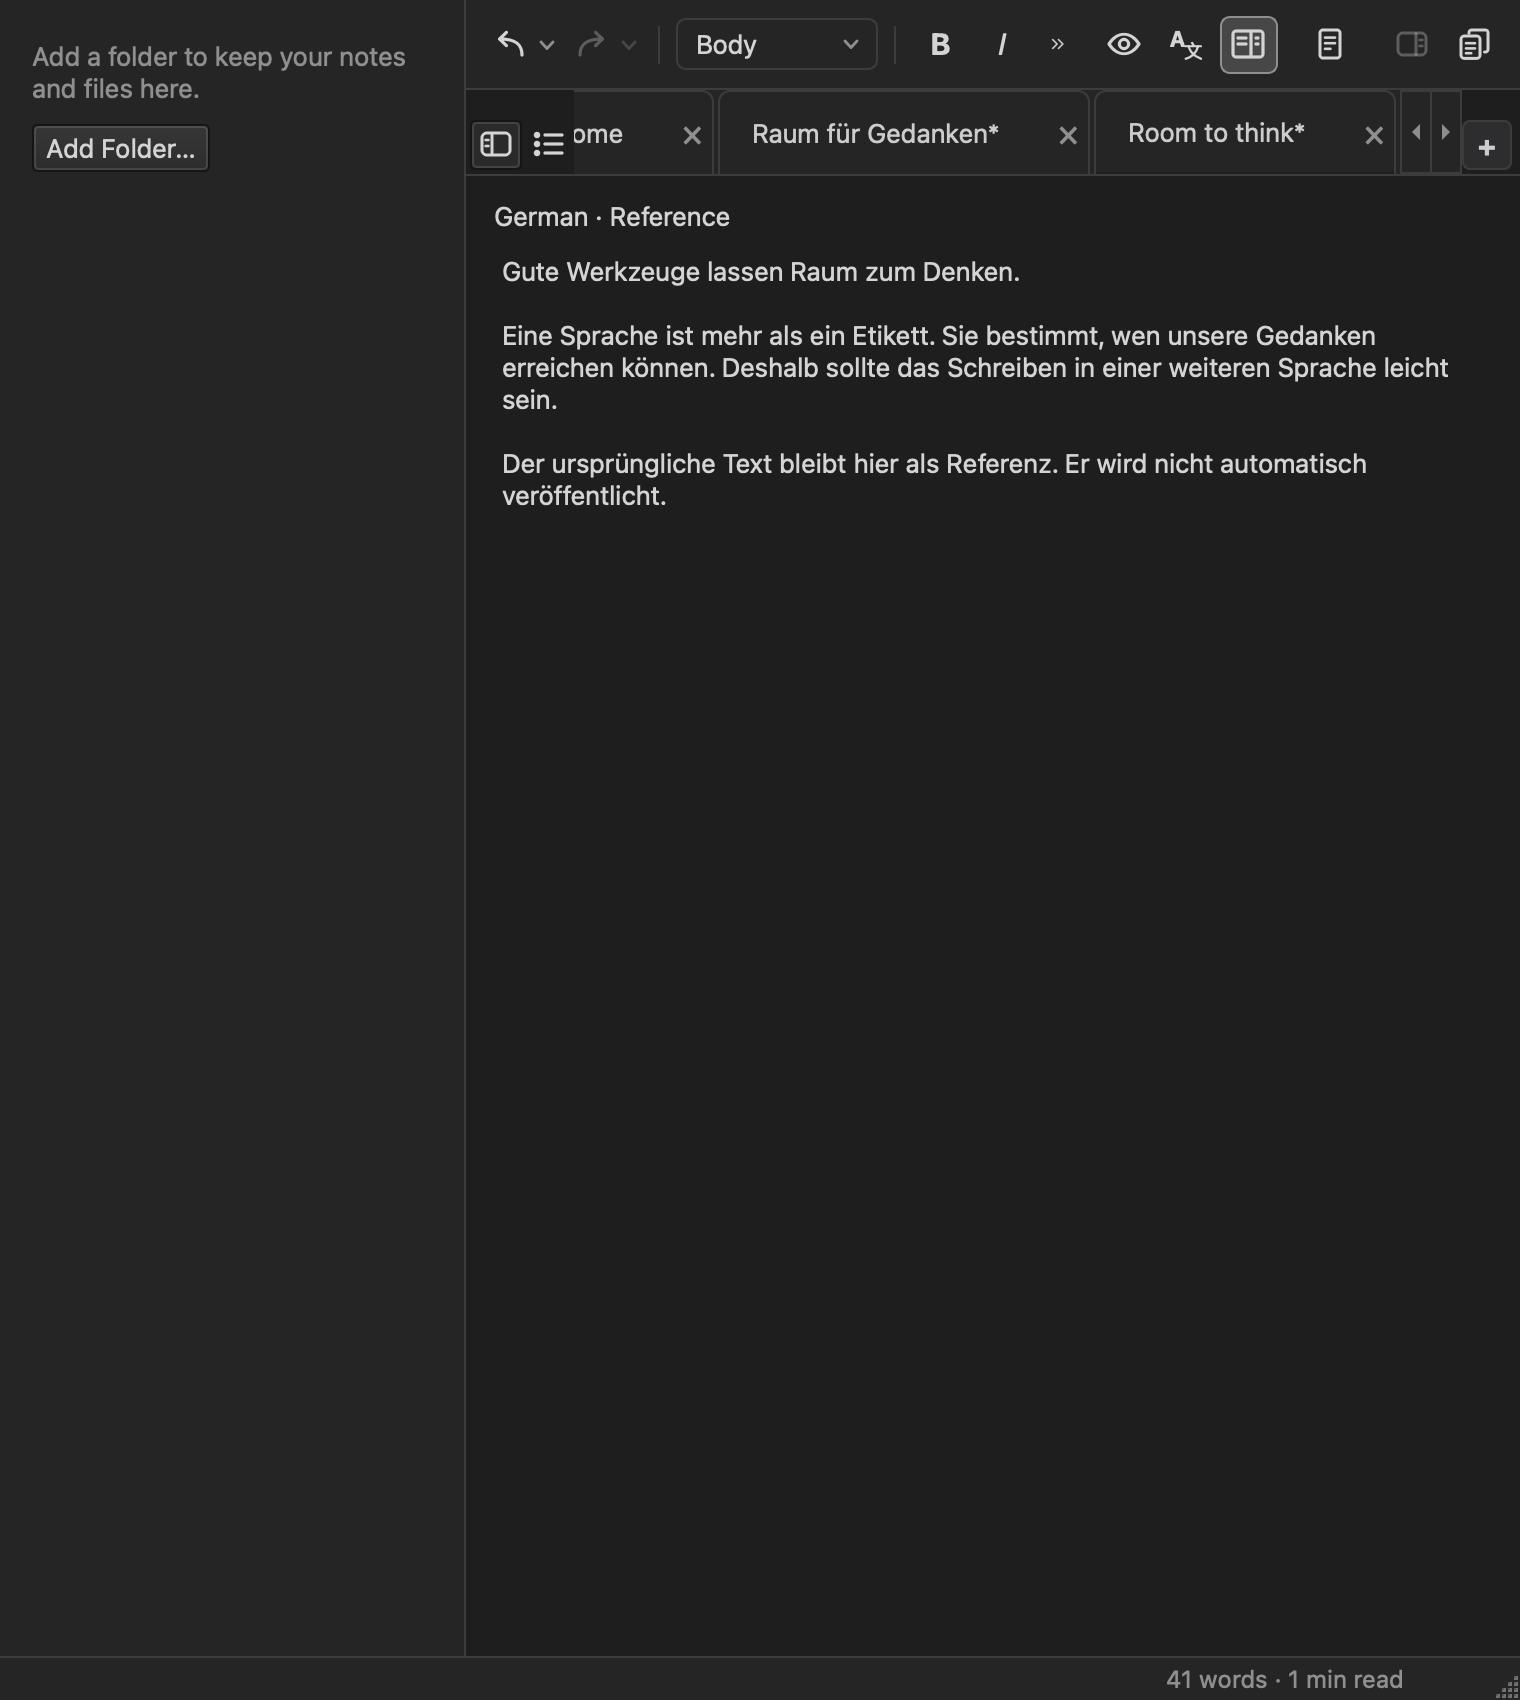 Add a folder to keep your notes
and files here.
Add Folder...
Body
B I »
ome
Raum für Gedanken*
Room to think*
German · Reference
Gute Werkzeuge lassen Raum zum Denken.
Eine Sprache ist mehr als ein Etikett. Sie bestimmt, wen unsere Gedanken
erreichen können. Deshalb sollte das Schreiben in einer weiteren Sprache leicht
sein.
Der ursprüngliche Text bleibt hier als Referenz. Er wird nicht automatisch
veröffentlicht.
41 words · 1 min read